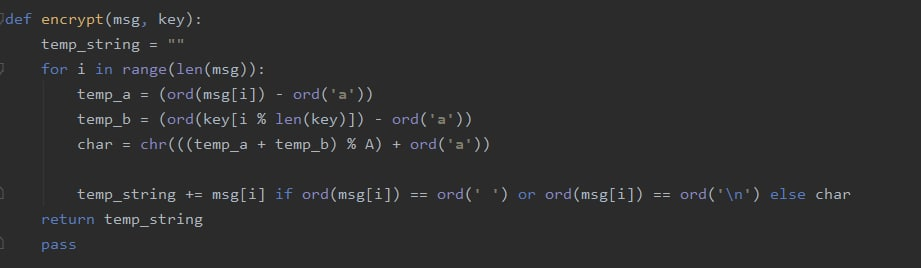 def encrypt(msg, key):
    temp_string = ""
    for i in range(len(msg)):
        temp_a = (ord(msg[i]) - ord('a'))
        temp_b = (ord(key[i % len(key)]) - ord('a'))
        char = chr(((temp_a + temp_b) % A) + ord('a'))

        temp_string += msg[i] if ord(msg[i]) == ord(' ') or ord(msg[i]) == ord('\n') else char
    return temp_string
    pass